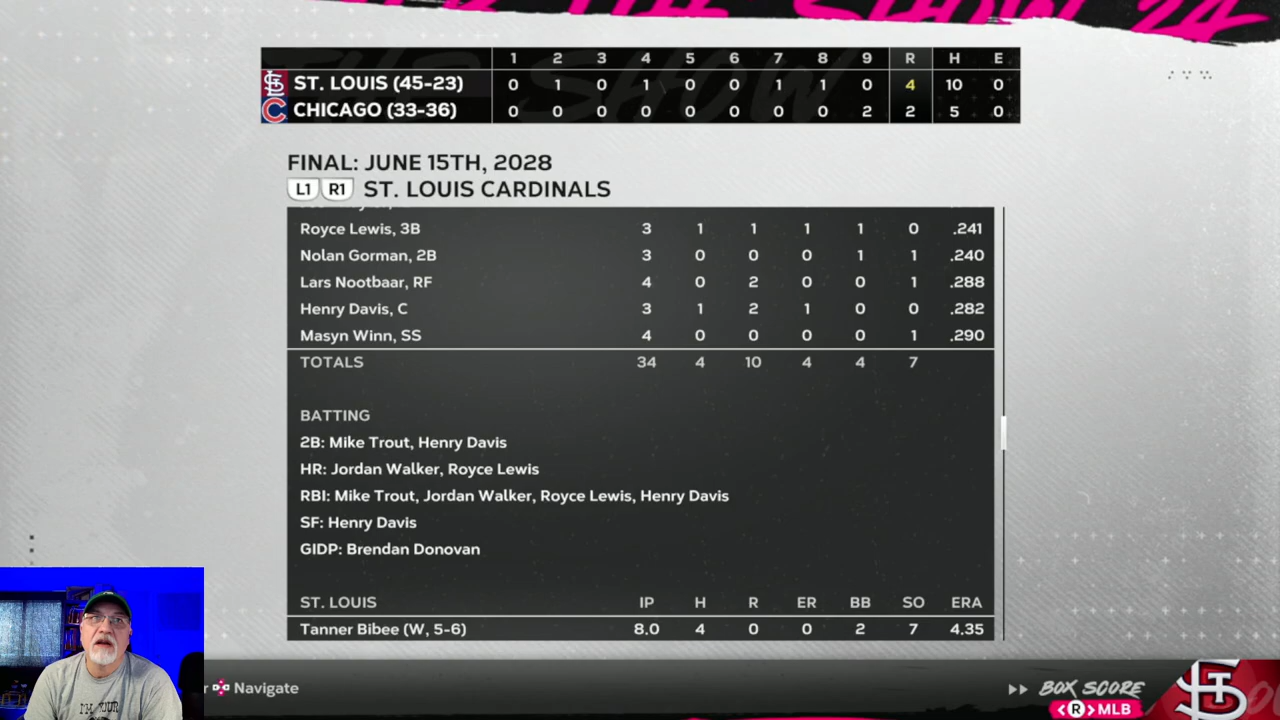 THE SHOW 24
1 2 3 4 5 6 7 8 9 R H E
ST. LOUIS (45-23) 0 1 0 1 0 0 1 1 0 4 10 0
CHICAGO (33-36) 0 0 0 0 0 0 0 0 2 2 5 0
FINAL: JUNE 15TH, 2028
L1 R1 ST. LOUIS CARDINALS
Royce Lewis, 3B 3 1 1 1 1 0 .241
Nolan Gorman, 2B 3 0 0 0 1 1 .240
Lars Nootbaar, RF 4 0 2 0 0 1 .288
Henry Davis, C 3 1 2 1 0 0 .282
Masyn Winn, SS 4 0 0 0 0 1 .290
TOTALS 34 4 10 4 4 7
BATTING
2B: Mike Trout, Henry Davis
HR: Jordan Walker, Royce Lewis
RBI: Mike Trout, Jordan Walker, Royce Lewis, Henry Davis
SF: Henry Davis
GIDP: Brendan Donovan
ST. LOUIS IP H R ER BB SO ERA
Tanner Bibee (W, 5-6) 8.0 4 0 0 2 7 4.35
Navigate
BOX SCORE
R MLB